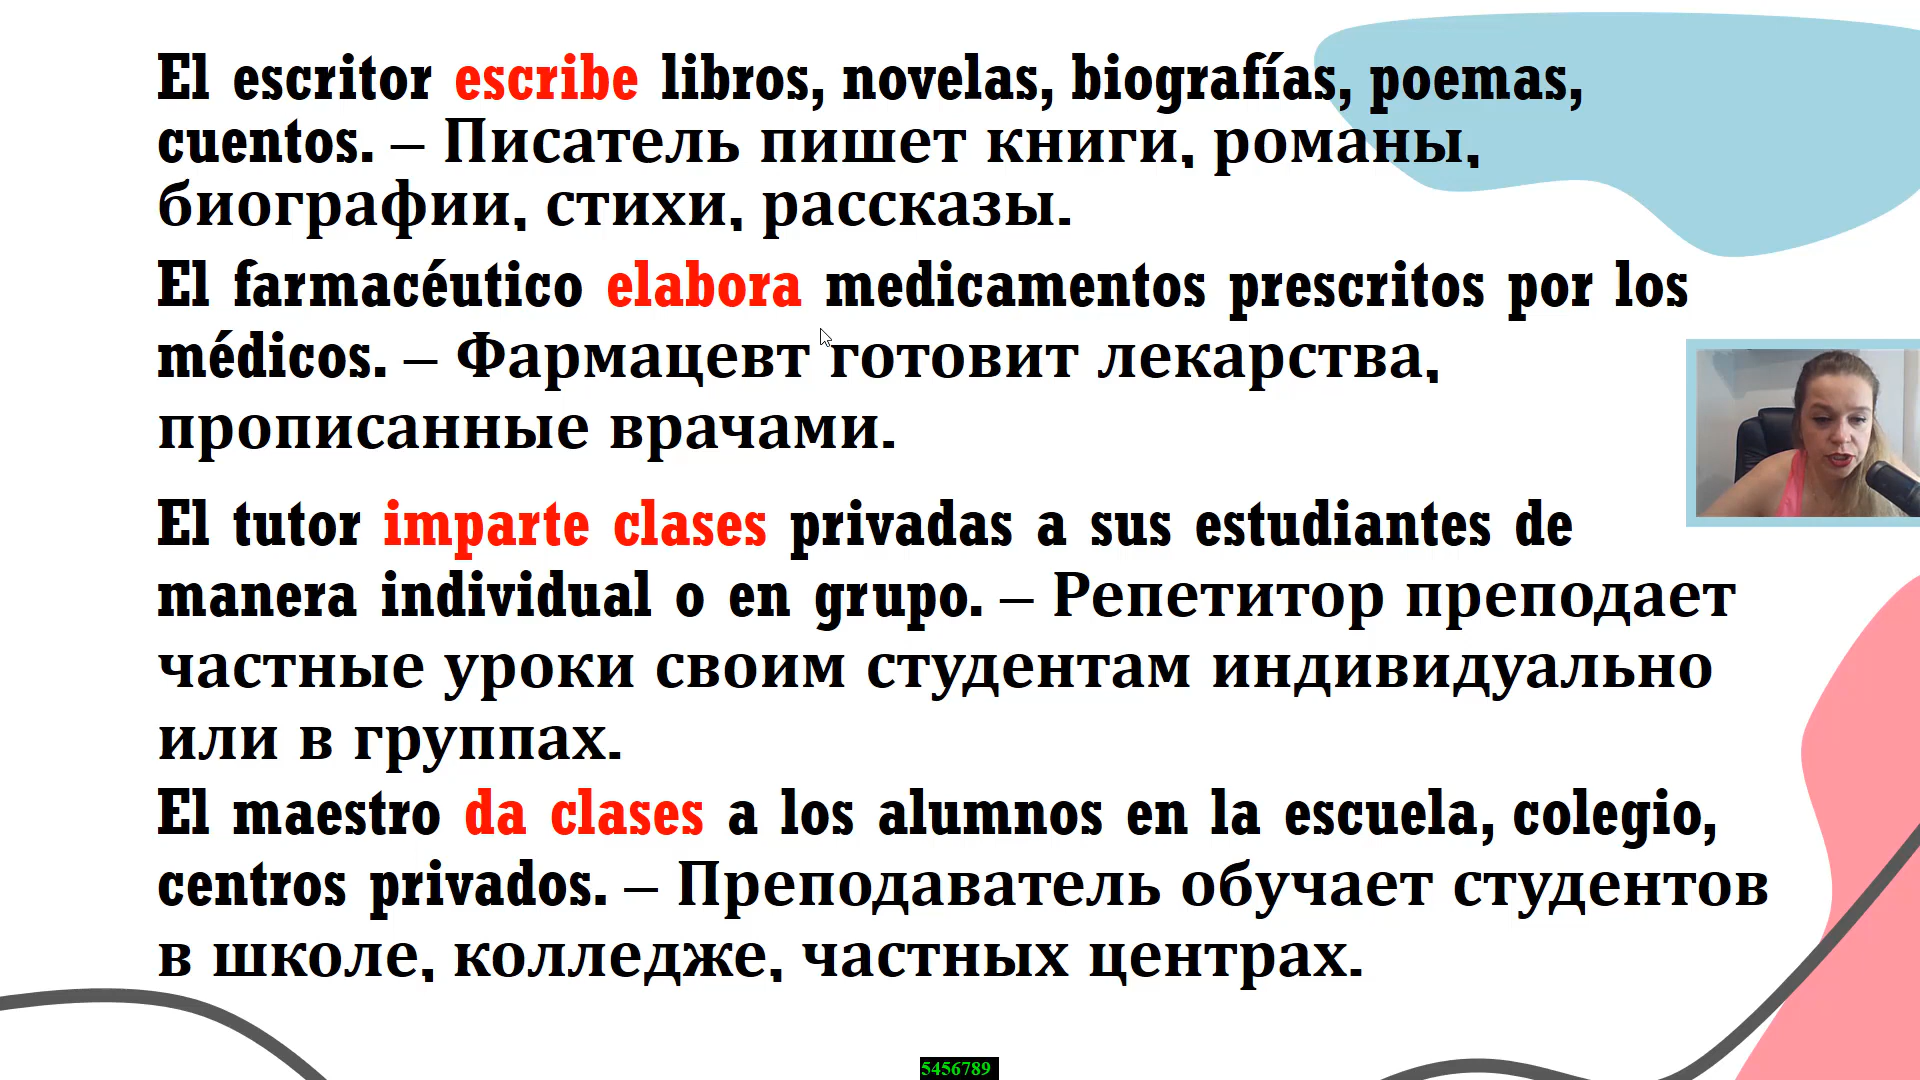 El escritor escribe libros, novelas, biografías, poemas,
cuentos. – Писатель пишет книги, романы,
биографии, стихи, рассказы.
El farmacéutico elabora medicamentos prescritos por los
médicos. – Фармацевт готовит лекарства,
прописанные врачами.
El tutor imparte clases privadas a sus estudiantes de
manera individual o en grupo. – Репетитор преподает
частные уроки своим студентам индивидуально
или в группах.
El maestro da clases a los alumnos en la escuela, colegio,
centros privados. – Преподаватель обучает студентов
в школе, колледже, частных центрах.
5456789